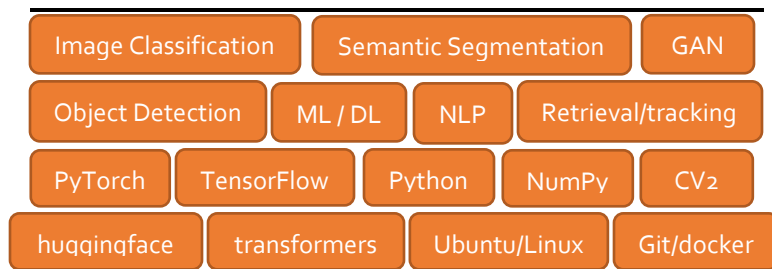 Image Classification Semantic Segmentation GAN
Object Detection ML / DL NLP Retrieval/tracking
PyTorch TensorFlow Python NumPy CV2
huggingface transformers Ubuntu/Linux Git/docker